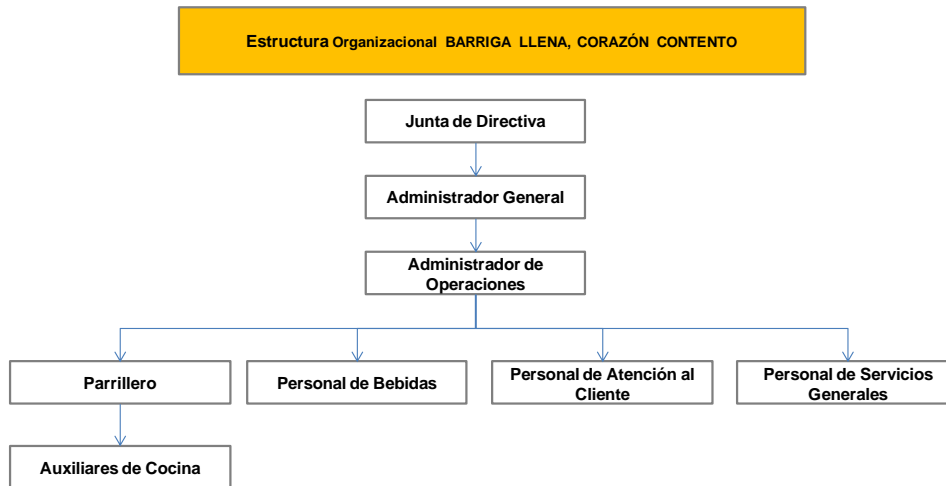 Estructura Organizacional BARRIGA LLENA, CORAZÓN CONTENTO
Junta de Directiva
Administrador General
Administrador de
Operaciones
Parrillero
Personal de Bebidas
Personal de Atención al
Cliente
Personal de Servicios
Generales
Auxiliares de Cocina